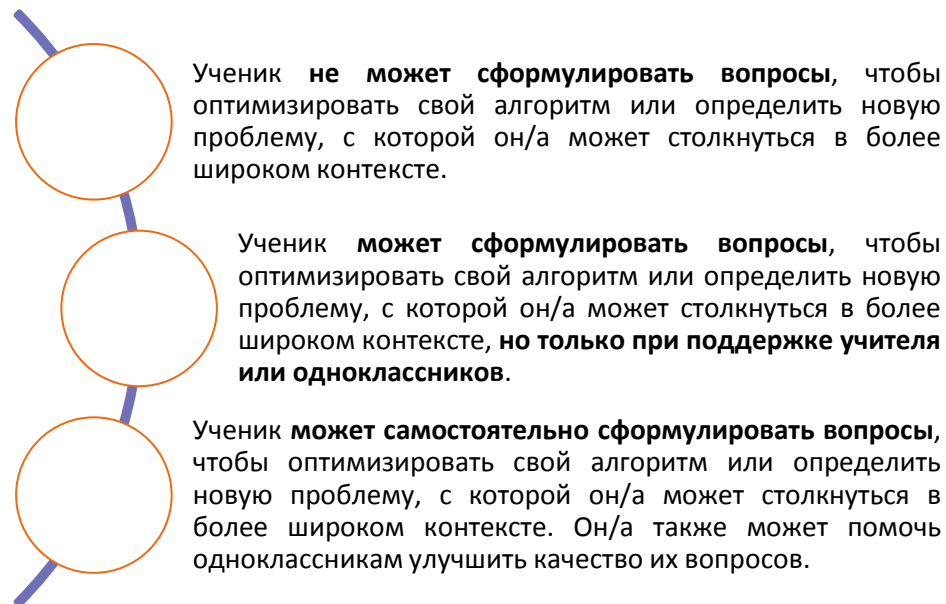 Ученик не может сформулировать вопросы, чтобы
оптимизировать свой алгоритм или определить новую
проблему, с которой он/а может столкнуться в более
широком контексте.
Ученик может сформулировать вопросы, чтобы
оптимизировать свой алгоритм или определить новую
проблему, с которой он/а может столкнуться в более
широком контексте, но только при поддержке учителя
или одноклассников.
Ученик может самостоятельно сформулировать вопросы,
чтобы оптимизировать свой алгоритм или определить
новую проблему, с которой он/а может столкнуться в
более широком контексте. Он/а также может помочь
одноклассникам улучшить качество их вопросов.